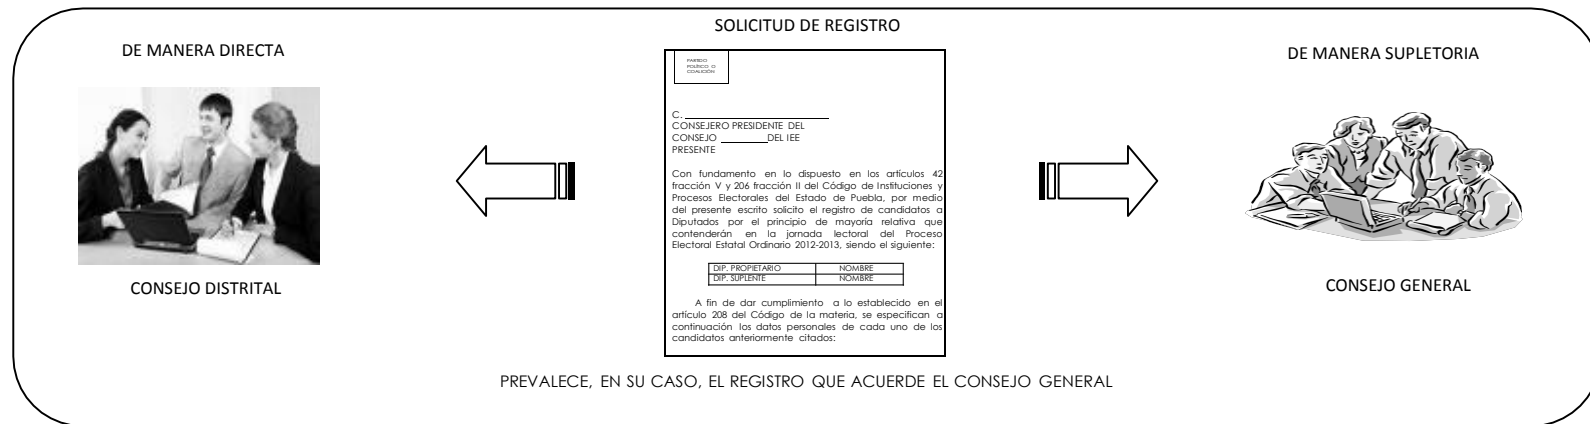 SOLICITUD DE REGISTRO
DE MANERA DIRECTA
CONSEJO DISTRITAL
PARTIDO
POLÍTICO O
COALICIÓN
C.
CONSEJERO PRESIDENTE DEL
CONSEJO DEL IEE
PRESENTE
Con fundamento en lo dispuesto en los artículos 42
fracción V y 206 fracción II del Código de Instituciones y
Procesos Electorales del Estado de Puebla, por medio
del presente escrito solicito el registro de candidatos a
Diputados por el principio de mayoría relativa que
contenderán en la jornada lectoral del Proceso
Electoral Estatal Ordinario 2012-2013, siendo el siguiente:
DIP. PROPIETARIO NOMBRE
DIP. SUPLENTE NOMBRE
A fin de dar cumplimiento a lo establecido en el
artículo 208 del Código de la materia, se especifican a
continuación los datos personales de cada uno de los
candidatos anteriormente citados:
DE MANERA SUPLETORIA
CONSEJO GENERAL
PREVALECE, EN SU CASO, EL REGISTRO QUE ACUERDE EL CONSEJO GENERAL